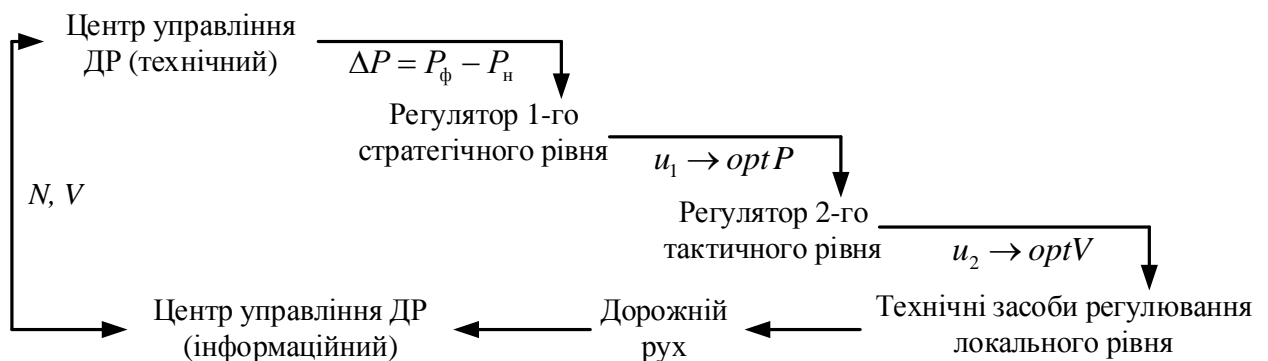 Центр управління
ДР (технічний)
ΔP = Pф − Pн
Регулятор 1-го
стратегічного рівня
u₁ → optP
N, V
Регулятор 2-го
тактичного рівня
u₂ → optV
Центр управління ДР
(інформаційний)
Дорожній
рух
Технічні засоби регулювання
локального рівня